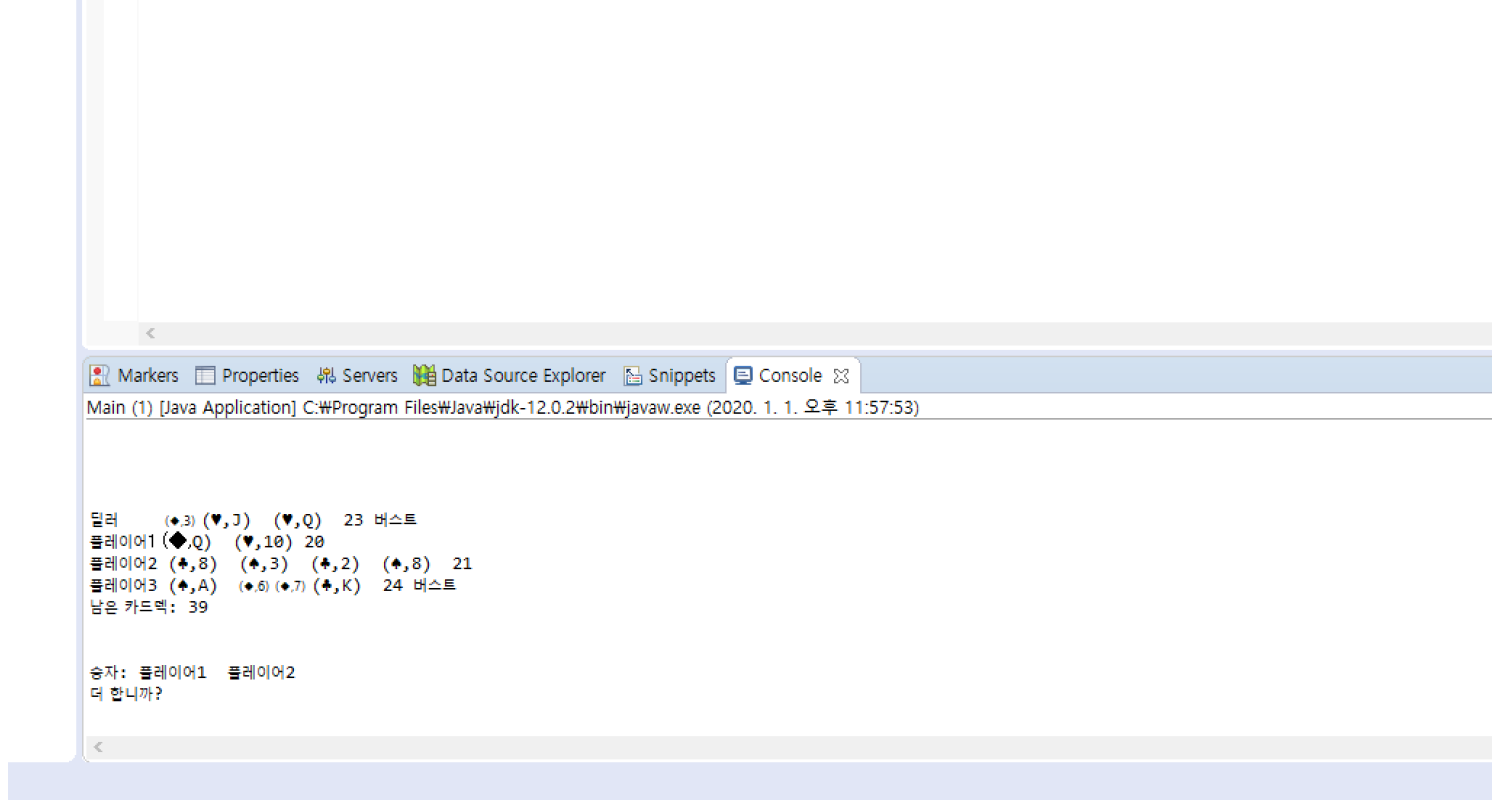 Markers Properties Servers Data Source Explorer Snippets Console
Main (1) [Java Application] C:₩Program Files₩Java₩jdk-12.0.2₩bin₩javaw.exe (2020. 1. 1. 오후 11:57:53)
딜러 (◆,3) (♥,J) (♥,Q) 23 버스트
플레이어1 (◆,Q) (♥,10) 20
플레이어2 (♣,8) (♠,3) (♣,2) (♠,8) 21
플레이어3 (♠,A) (◆,6) (◆,7) (♣,K) 24 버스트
남은 카드덱: 39
승자: 플레이어1 플레이어2
더 합니까?